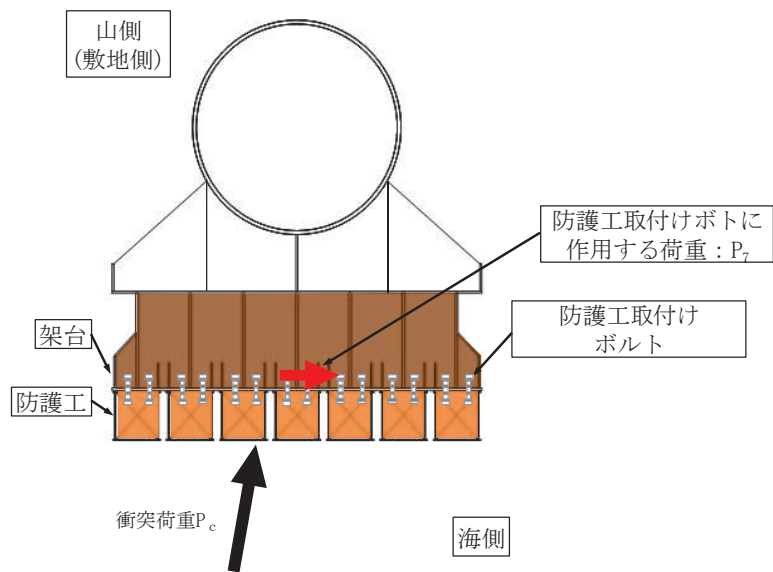 山側
(敷地側)
防護工取付けボトに
作用する荷重：P₇
防護工取付け
ボルト
架台
防護工
衝突荷重P꜀
海側